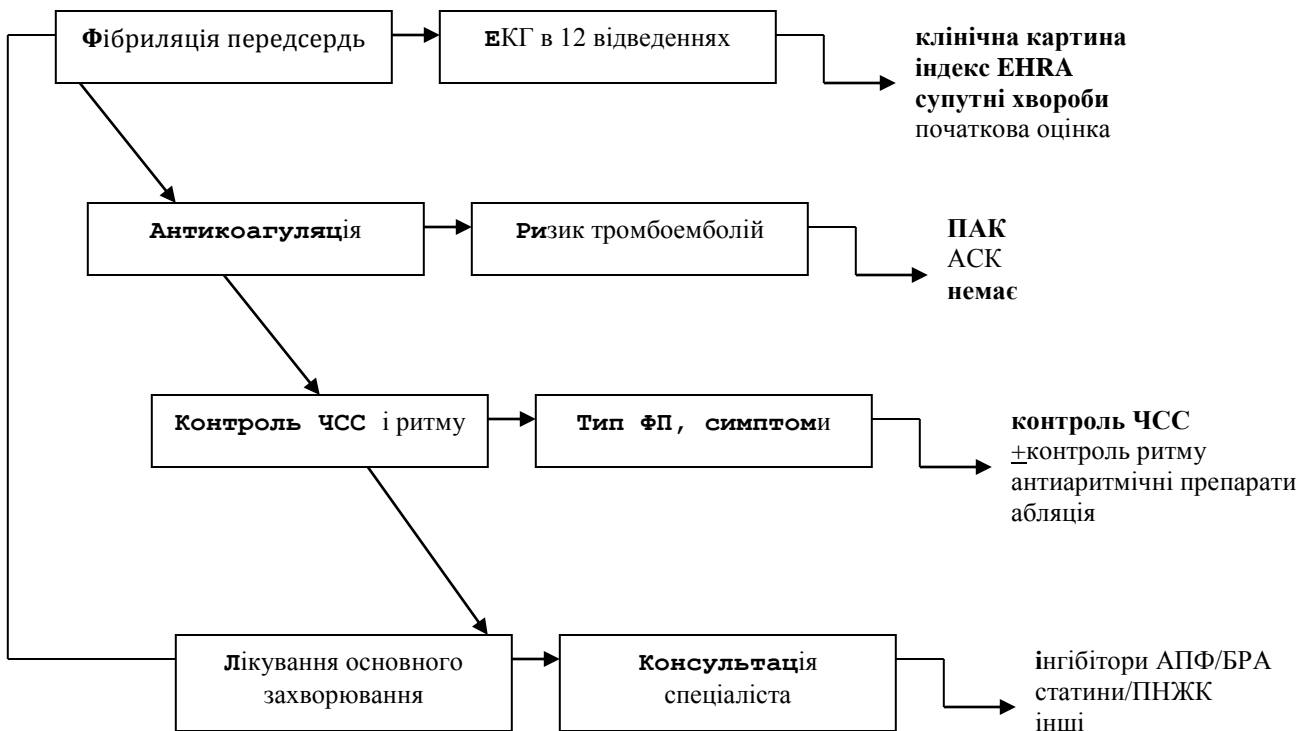 Фібриляція передсердь
ЕКГ в 12 відведеннях
клінічна картина
індекс EHRA
супутні хвороби
початкова оцінка
Антикоагуляція
Ризик тромбоемболій
ПАК
АСК
немає
Контроль ЧСС і ритму
Тип ФП, симптоми
контроль ЧСС
±контроль ритму
антиаритмічні препарати
абляція
Лікування основного
захворювання
Консультація
спеціаліста
інгібітори АПФ/БРА
статини/ПНЖК
інші